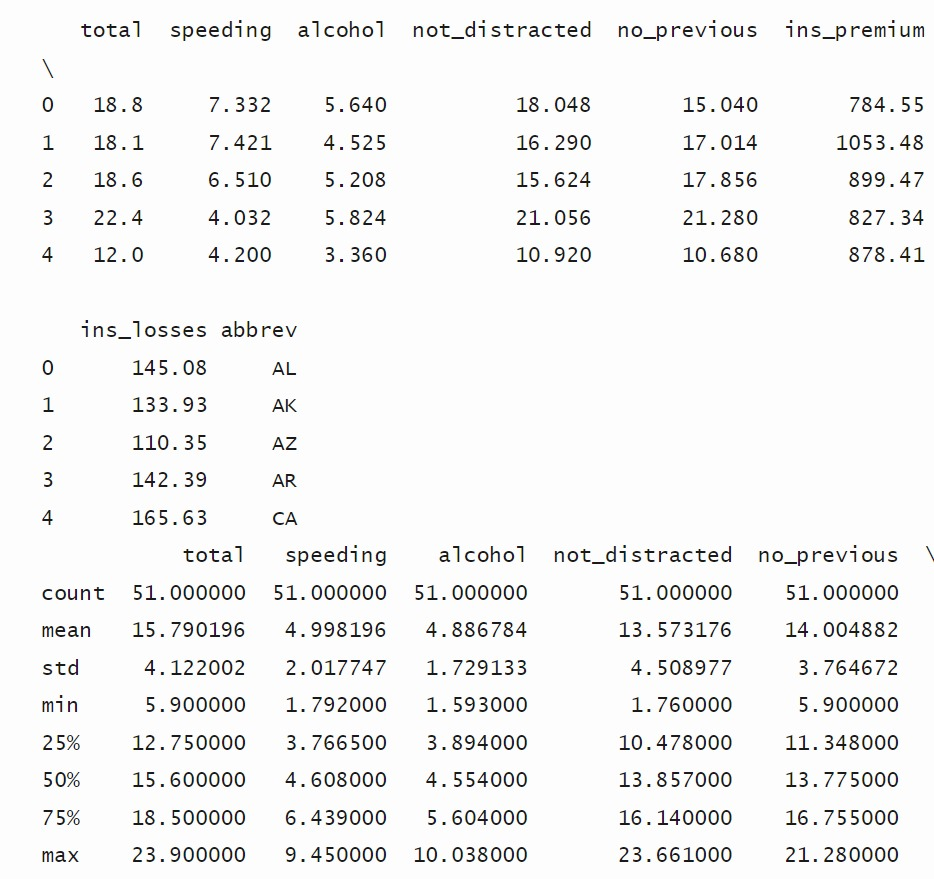 total speeding alcohol not_distracted no_previous ins_premium
\
0 18.8 7.332 5.640 18.048 15.040 784.55
1 18.1 7.421 4.525 16.290 17.014 1053.48
2 18.6 6.510 5.208 15.624 17.856 899.47
3 22.4 4.032 5.824 21.056 21.280 827.34
4 12.0 4.200 3.360 10.920 10.680 878.41
ins_losses abbrev
0 145.08 AL
1 133.93 AK
2 110.35 AZ
3 142.39 AR
4 165.63 CA
total speeding alcohol not_distracted no_previous \
count 51.000000 51.000000 51.000000 51.000000 51.000000
mean 15.790196 4.998196 4.886784 13.573176 14.004882
std 4.122002 2.017747 1.729133 4.508977 3.764672
min 5.900000 1.792000 1.593000 1.760000 5.900000
25% 12.750000 3.766500 3.894000 10.478000 11.348000
50% 15.600000 4.608000 4.554000 13.857000 13.775000
75% 18.500000 6.439000 5.604000 16.140000 16.755000
max 23.900000 9.450000 10.038000 23.661000 21.280000